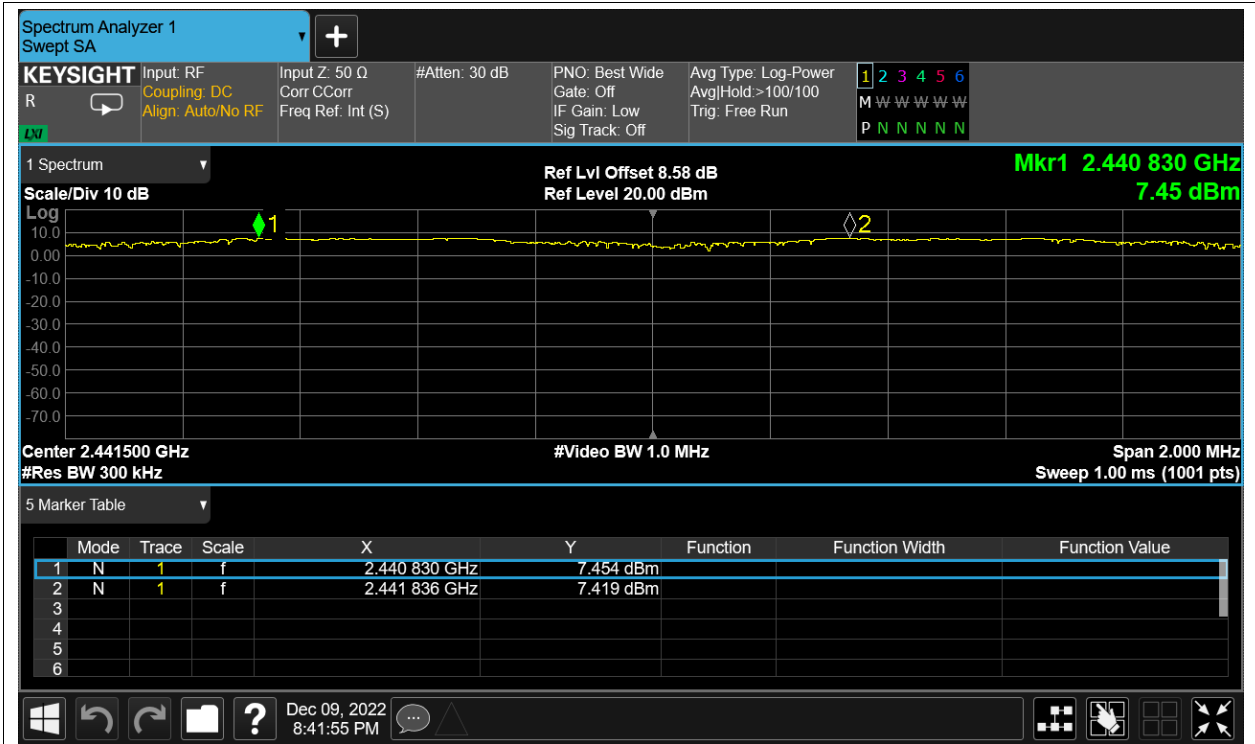 Spectrum Analyzer 1
Swept SA
+
KEYSIGHT
R
LXI
Input: RF
Coupling: DC
Align: Auto/No RF
Input Z: 50 Ω
Corr CCorr
Freq Ref: Int (S)
#Atten: 30 dB
PNO: Best Wide
Gate: Off
IF Gain: Low
Sig Track: Off
Avg Type: Log-Power
Avg|Hold:>100/100
Trig: Free Run
1 2 3 4 5 6
M W W W W W
P N N N N N
1 Spectrum
Scale/Div 10 dB
Ref Lvl Offset 8.58 dB
Ref Level 20.00 dBm
Mkr1 2.440 830 GHz
7.45 dBm
Log
10.0
0.00
-10.0
-20.0
-30.0
-40.0
-50.0
-60.0
-70.0
1
2
Center 2.441500 GHz
#Video BW 1.0 MHz
Span 2.000 MHz
#Res BW 300 kHz
Sweep 1.00 ms (1001 pts)
5 Marker Table
Mode Trace Scale X Y Function Function Width Function Value
1 N 1 f 2.440 830 GHz 7.454 dBm
2 N 1 f 2.441 836 GHz 7.419 dBm
3
4
5
6
?
Dec 09, 2022
8:41:55 PM